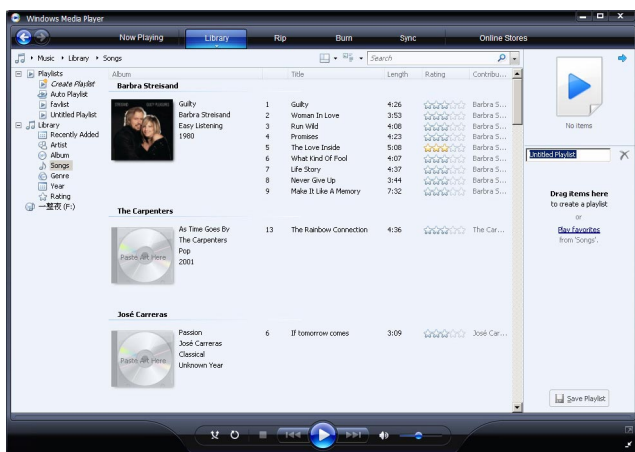 Windows Media Player
Now Playing Library Rip Burn Sync Online Stores
Music Library Songs Search
Playlists
Create Playlist
Auto Playlist
favlist
Untitled Playlist
Library
Recently Added
Artist
Album
Songs
Genre
Year
Rating
一整夜 (F:)
Album Title Length Rating Contribu...
Barbra Streisand
Guilty
Barbra Streisand
Easy Listening
1980
1 Guilty 4:26 Barbra S...
2 Woman In Love 3:53 Barbra S...
3 Run Wild 4:08 Barbra S...
4 Promises 4:23 Barbra S...
5 The Love Inside 5:08 Barbra S...
6 What Kind Of Fool 4:07 Barbra S...
7 Life Story 4:37 Barbra S...
8 Never Give Up 3:44 Barbra S...
9 Make It Like A Memory 7:32 Barbra S...
The Carpenters
Paste Art Here
As Time Goes By
The Carpenters
Pop
2001
13 The Rainbow Connection 4:36 The Car...
José Carreras
Paste Art Here
Passion
José Carreras
Classical
Unknown Year
6 If tomorrow comes 3:09 José Car...
No items
Untitled Playlist
Drag items here
to create a playlist
or
Play favorites
from 'Songs'.
Save Playlist